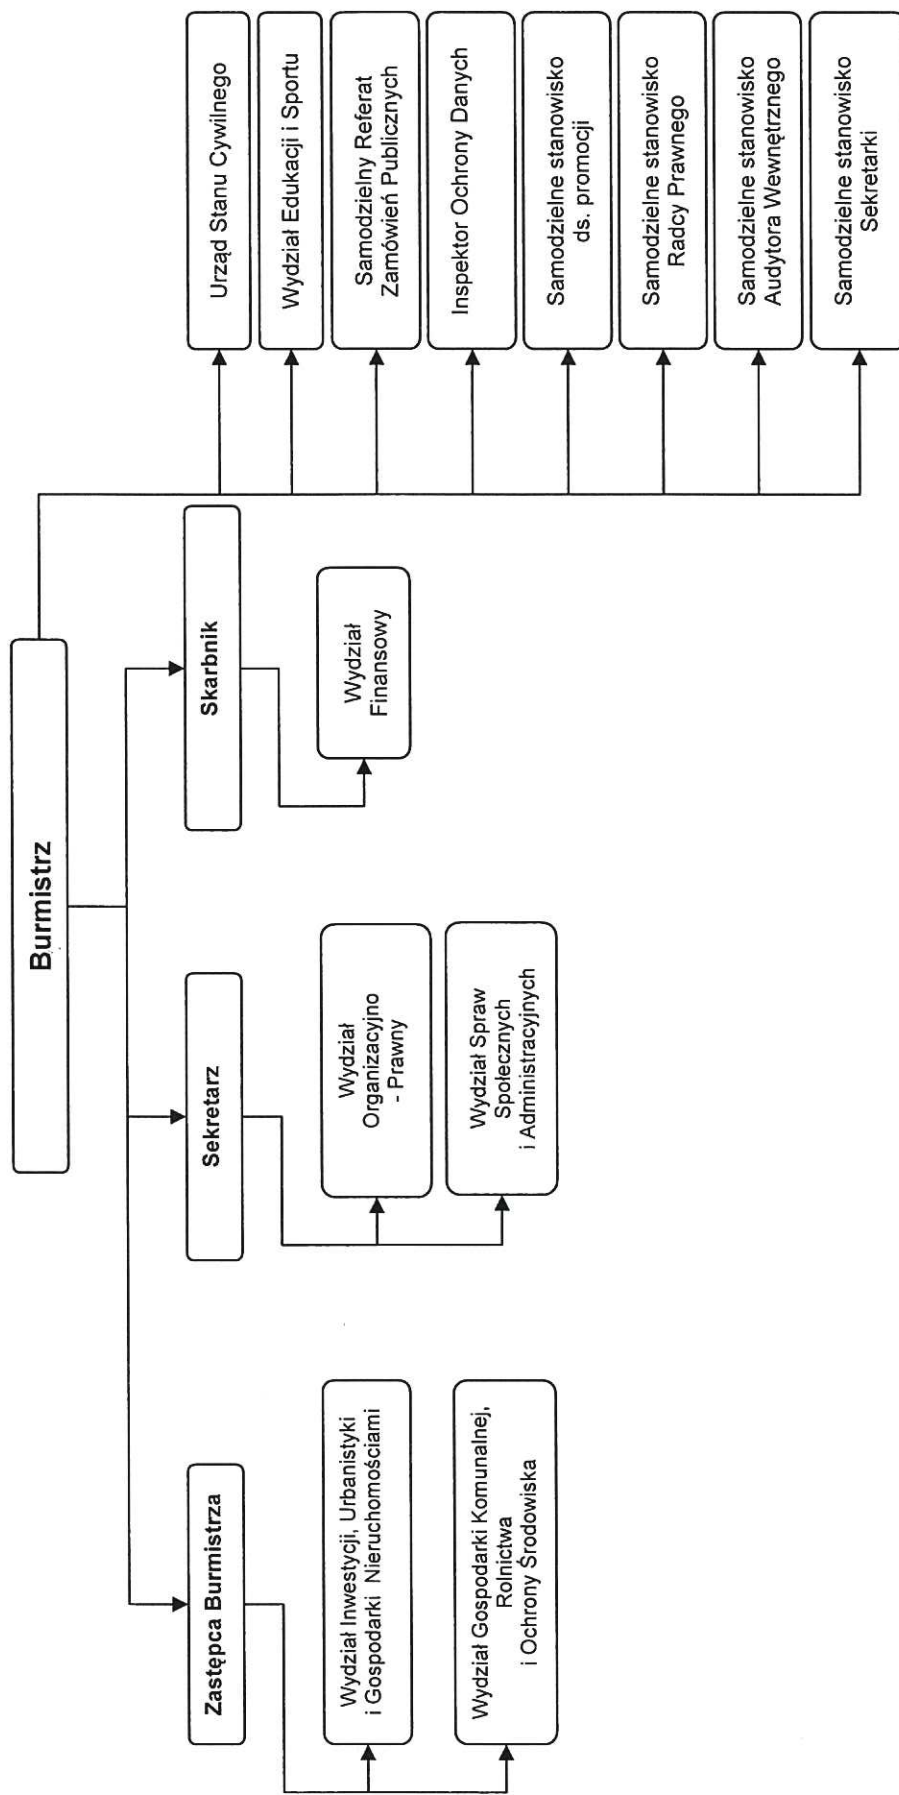 Burmistrz
Zastępca Burmistrza
Wydział Inwestycji, Urbanistyki
i Gospodarki Nieruchomościami
Wydział Gospodarki Komunalnej,
Rolnictwa
i Ochrony Środowiska
Sekretarz
Wydział
Organizacyjno
- Prawny
Wydział Spraw
Społecznych
i Administracyjnych
Skarbnik
Wydział
Finansowy
Urząd Stanu Cywilnego
Wydział Edukacji i Sportu
Samodzielny Referat
Zamówień Publicznych
Inspektor Ochrony Danych
Samodzielne stanowisko
ds. promocji
Samodzielne stanowisko
Radcy Prawnego
Samodzielne stanowisko
Audytora Wewnętrznego
Samodzielne stanowisko
Sekretarki